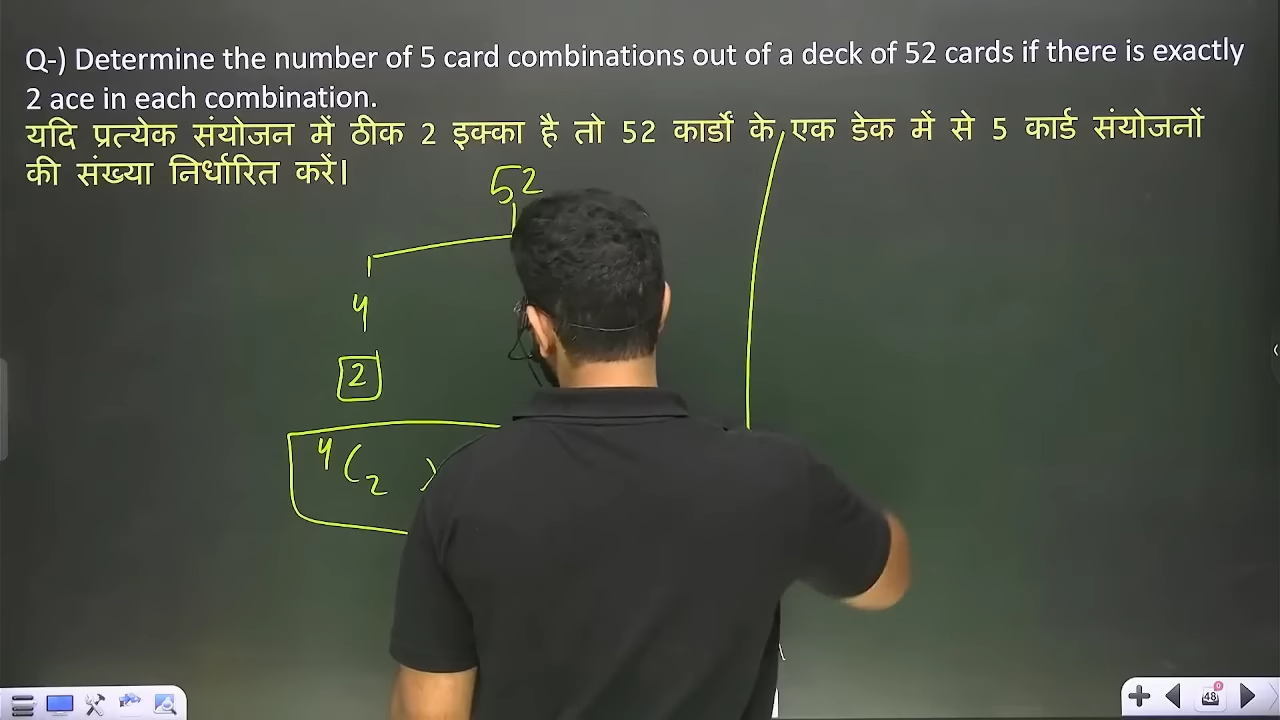 Q-) Determine the number of 5 card combinations out of a deck of 52 cards if there is exactly
2 ace in each combination.
यदि प्रत्येक संयोजन में ठीक 2 इक्का है तो 52 कार्डों के एक डेक में से 5 कार्ड संयोजनों
की संख्या निर्धारित करें।
52
4
2
4C2 x
48